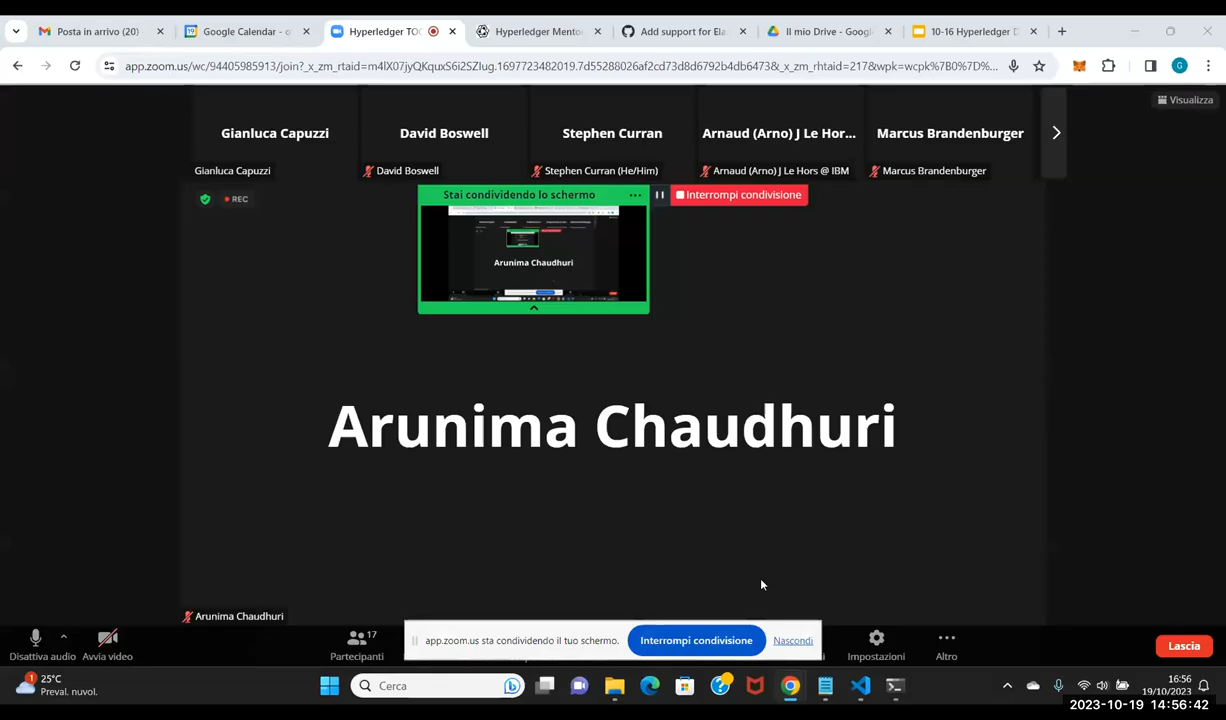 Posta in arrivo (20)
Google Calendar - o
Hyperledger TOC
Hyperledger Mento
Add support for Ela
Il mio Drive - Googl
10-16 Hyperledger D
app.zoom.us/wc/94405985913/join?_x_zm_rtaid=m4lX07jyQKquxS6i2SZIug.1697723482019.7d55288026af2cd73d8d6792b4db6473&_x_zm_rhtaid=217&wpk=wcpk%7B0%7D%...
G
Visualizza
Gianluca Capuzzi
David Boswell
Stephen Curran
Arnaud (Arno) J Le Hor...
Marcus Brandenburger
Gianluca Capuzzi
David Boswell
Stephen Curran (He/Him)
Arnaud (Arno) J Le Hors @ IBM
Marcus Brandenburger
REC
Stai condividendo lo schermo
Interrompi condivisione
Arunima Chaudhuri
Arunima Chaudhuri
Arunima Chaudhuri
Disattiva audio
Avvia video
17
Partecipanti
app.zoom.us sta condividendo il tuo schermo.
Interrompi condivisione
Nascondi
Impostazioni
Altro
Lascia
1
25°C
Preval. nuvol.
Cerca
16:56
19/10/2023
2023-10-19 14:56:42